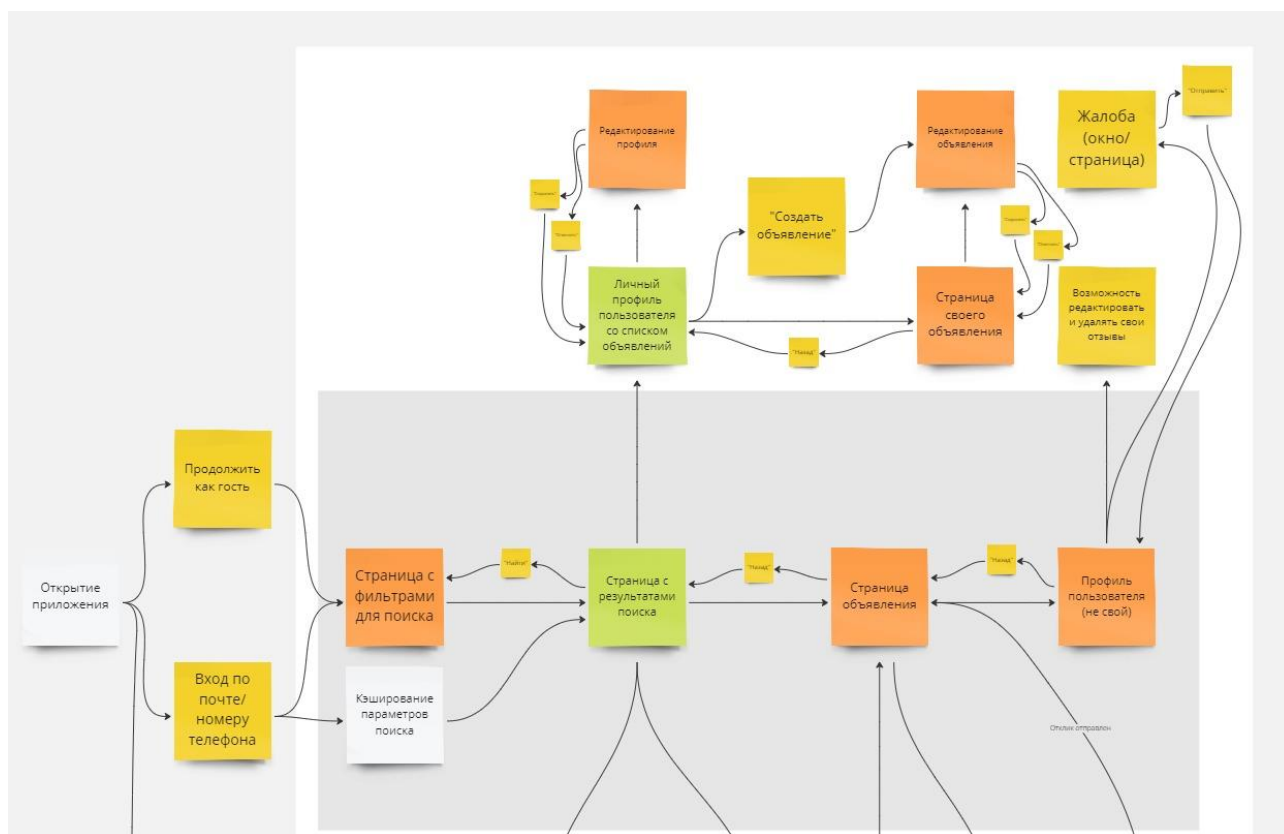 "Отправить"
Жалоба
(окно/
страница)
Редактирование
профиля
Редактирование
объявления
"Создать
объявление"
Личный
профиль
пользователя
со списком
объявлений
Страница
своего
объявления
Возможность
редактировать
и удалять свои
отзывы
"Назад"
Продолжить
как гость
Открытие
приложения
Страница с
фильтрами
для поиска
"Найти"
Страница с
результатами
поиска
"Назад"
Страница
объявления
"Назад"
Профиль
пользователя
(не свой)
Вход по
почте/
номеру
телефона
Кэширование
параметров
поиска
Отклик отправлен